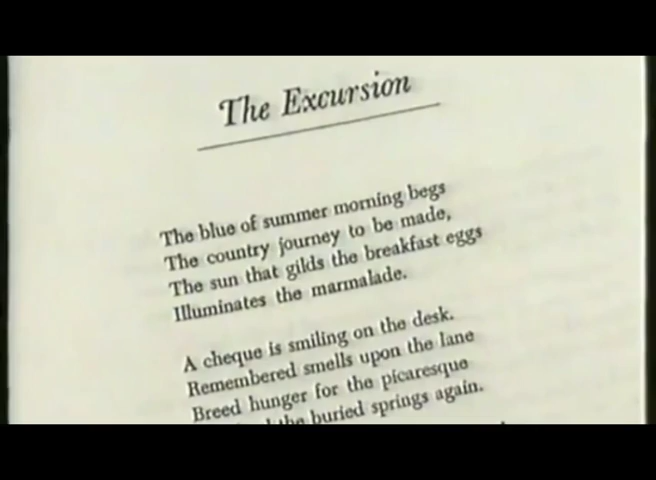 The Excursion
The blue of summer morning begs
The country journey to be made,
The sun that gilds the breakfast eggs
Illuminates the marmalade.
A cheque is smiling on the desk.
Remembered smells upon the lane
Breed hunger for the picaresque
the buried springs again.